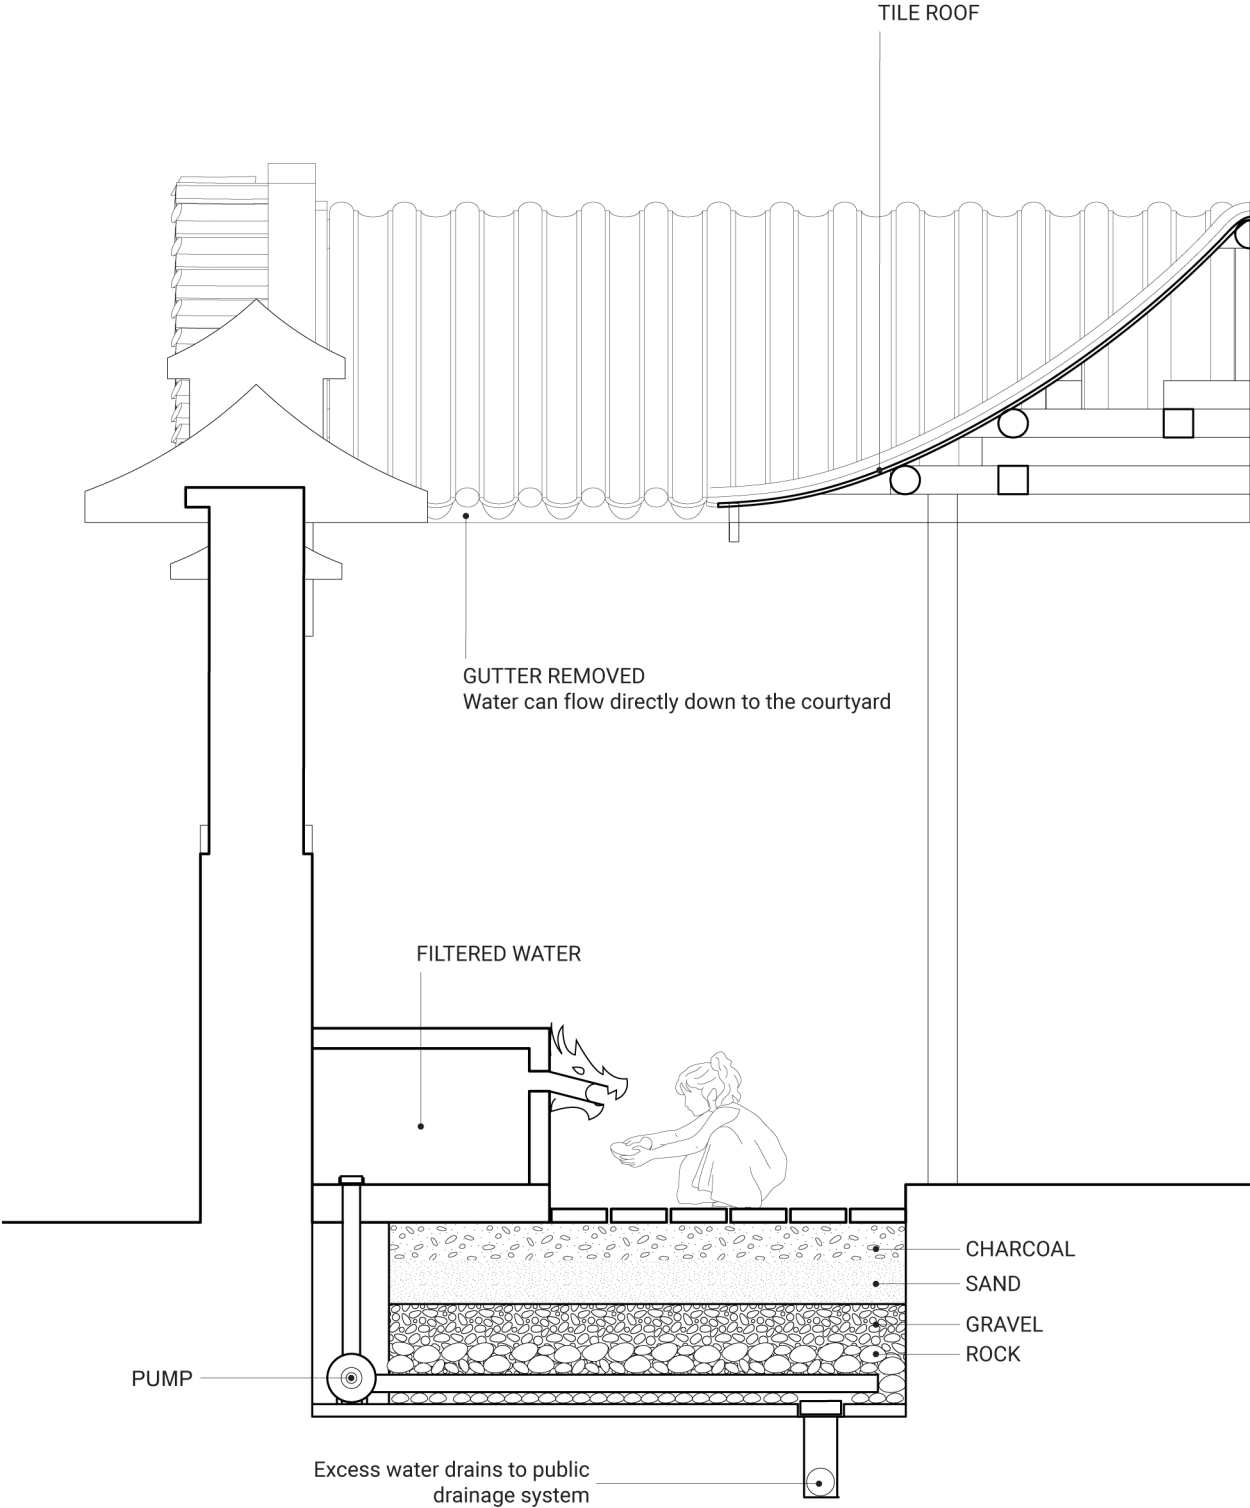 TILE ROOF
GUTTER REMOVED
Water can flow directly down to the courtyard
FILTERED WATER
CHARCOAL
SAND
GRAVEL
ROCK
PUMP
Excess water drains to public
drainage system